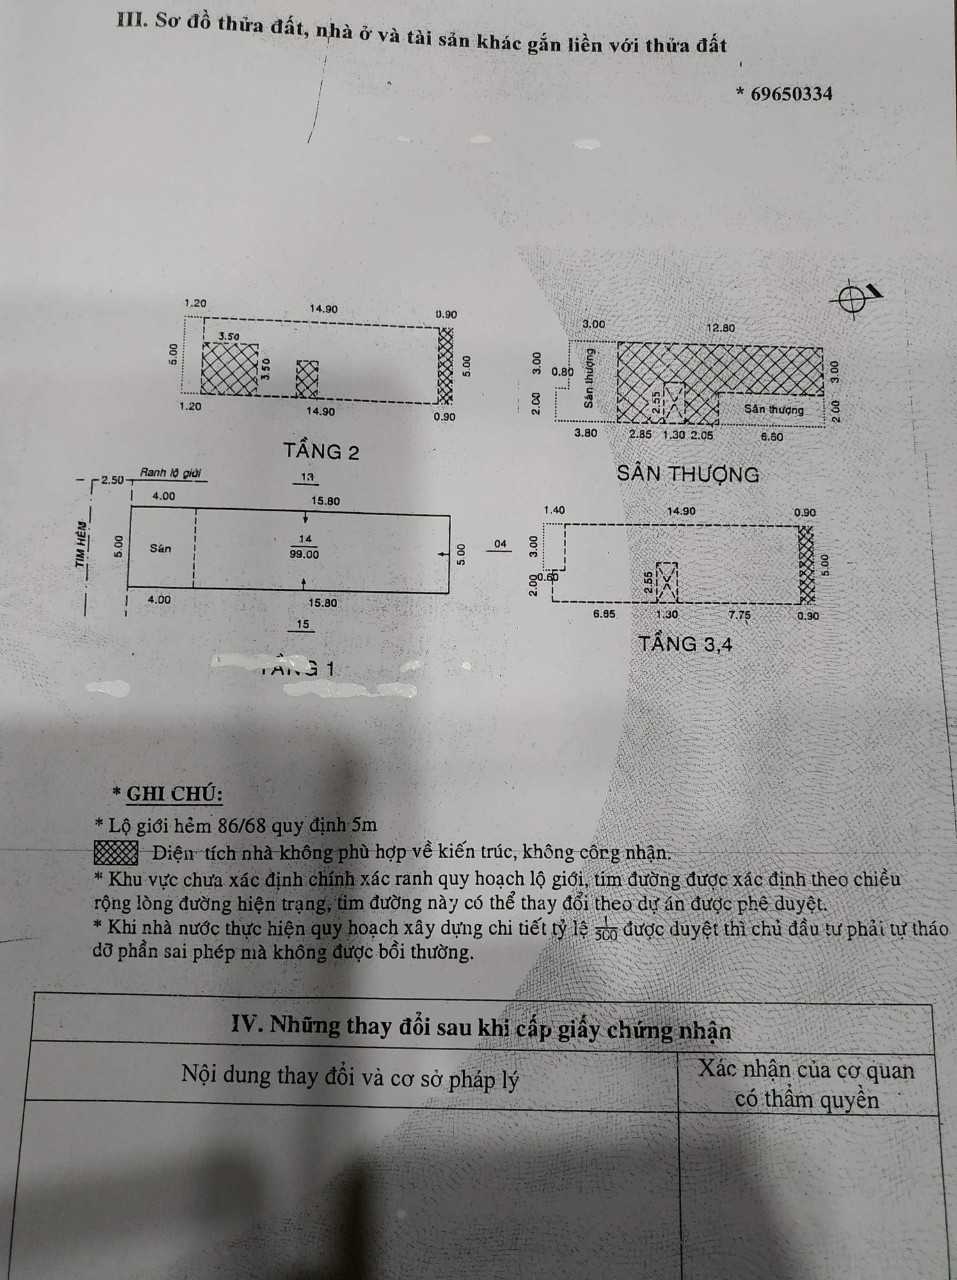 III. Sơ đồ thửa đất, nhà ở và tài sản khác gắn liền với thửa đất
* 69650334
1.20
14.90
0.90
3.50
5.00
3.50
5.00
1.20
14.90
0.90
TẦNG 2
3.00
12.80
3.00
0.80
Sân thượng
2.55
3.00
2.00
Sân thượng
2.00
3.80
2.85
1.30
2.05
6.60
SÂN THƯỢNG
2.50
Ranh lộ giới
13
4.00
15.80
TIM HẺM
5.00
Sân
14
99.00
5.00
04
4.00
15.80
15
TẦNG 1
1.40
14.90
0.90
3.00
2.00
0.60
2.55
5.00
6.85
1.30
7.75
0.90
TẦNG 3,4
* GHI CHÚ:
* Lộ giới hẻm 86/68 quy định 5m
Diện tích nhà không phù hợp về kiến trúc, không công nhận.
* Khu vực chưa xác định chính xác ranh quy hoạch lộ giới, tim đường được xác định theo chiều
rộng lòng đường hiện trạng, tim đường này có thể thay đổi theo dự án được phê duyệt.
* Khi nhà nước thực hiện quy hoạch xây dựng chi tiết tỷ lệ 1/500 được duyệt thì chủ đầu tư phải tự tháo
dỡ phần sai phép mà không được bồi thường.
IV. Những thay đổi sau khi cấp giấy chứng nhận
Nội dung thay đổi và cơ sở pháp lý
Xác nhận của cơ quan
có thẩm quyền